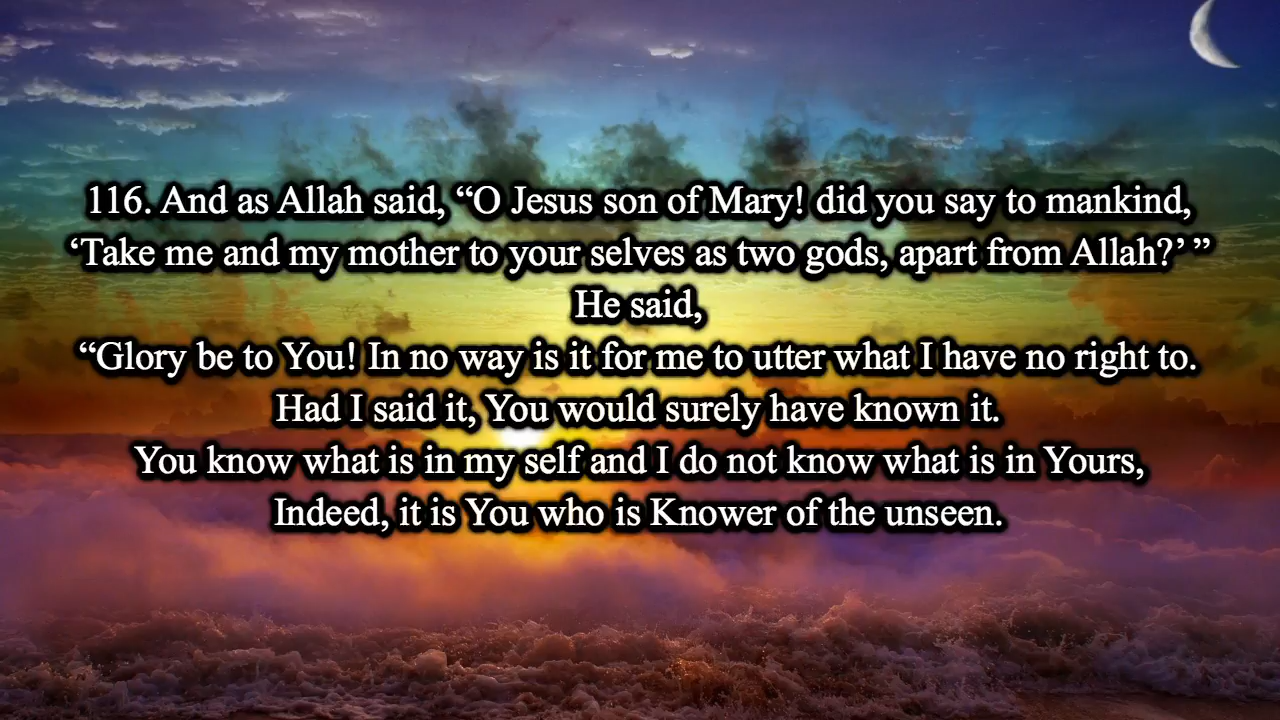 116. And as Allah said, “O Jesus son of Mary! did you say to mankind,
‘Take me and my mother to your selves as two gods, apart from Allah?’ ”
He said,
“Glory be to You! In no way is it for me to utter what I have no right to.
Had I said it, You would surely have known it.
You know what is in my self and I do not know what is in Yours,
Indeed, it is You who is Knower of the unseen.